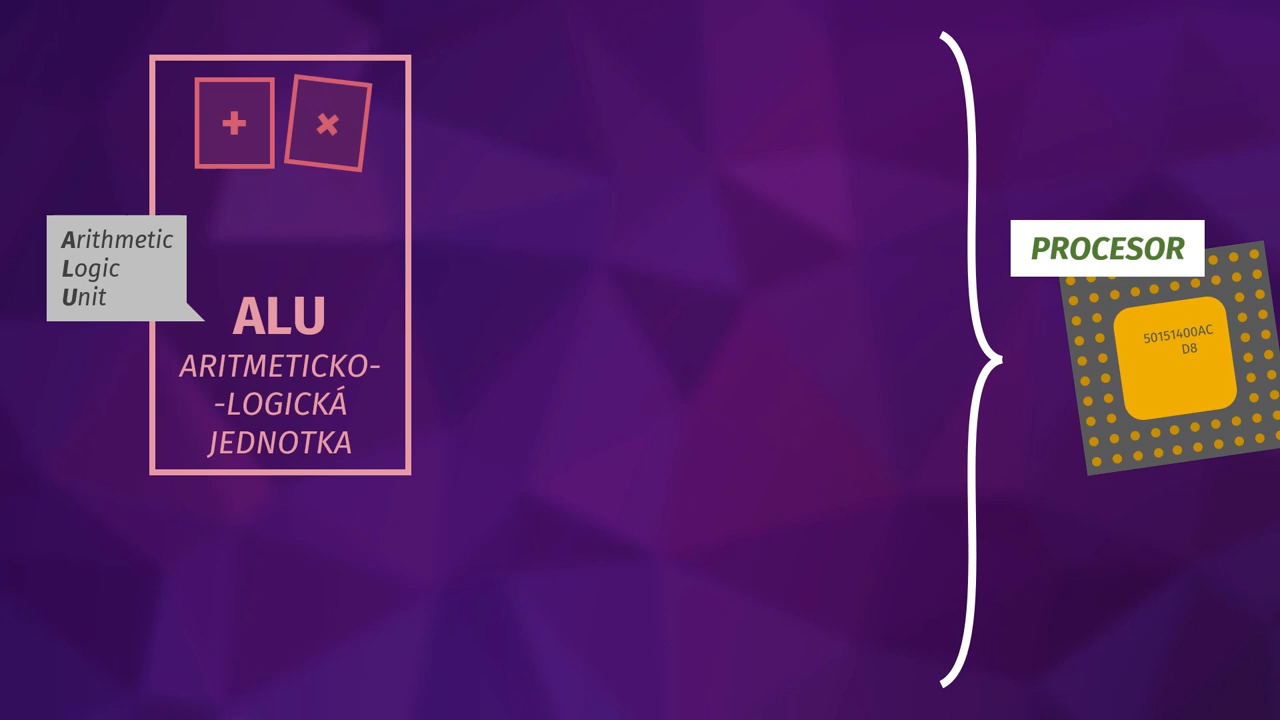 Arithmetic
Logic
Unit
ALU
ARITMETICKO-
-LOGICKÁ
JEDNOTKA
PROCESOR
50151400AC
D8